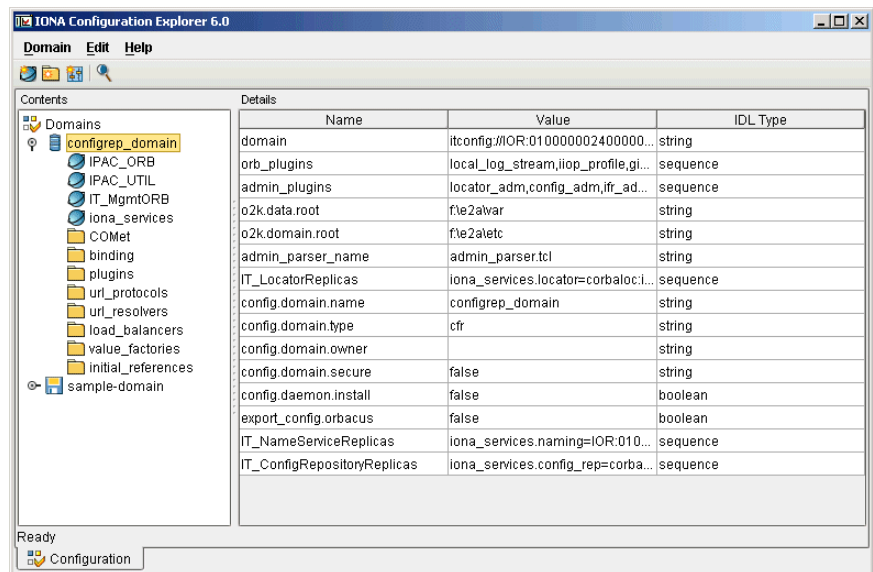 IONA Configuration Explorer 6.0
Domain Edit Help
Contents
Domains
configrep_domain
IPAC_ORB
IPAC_UTIL
IT_MgmtORB
iona_services
COMet
binding
plugins
url_protocols
url_resolvers
load_balancers
value_factories
initial_references
sample-domain
Details
Name Value IDL Type
domain itconfig://IOR:010000002400000... string
orb_plugins local_log_stream,iiop_profile,gi... sequence
admin_plugins locator_adm,config_adm,ifr_ad... sequence
o2k.data.root f:\e2a\var string
o2k.domain.root f:\e2a\etc string
admin_parser_name admin_parser.tcl string
IT_LocatorReplicas iona_services.locator=corbaloc:i... sequence
config.domain.name configrep_domain string
config.domain.type cfr string
config.domain.owner string
config.domain.secure false string
config.daemon.install false boolean
export_config.orbacus false boolean
IT_NameServiceReplicas iona_services.naming=IOR:010... sequence
IT_ConfigRepositoryReplicas iona_services.config_rep=corba... sequence
Ready
Configuration